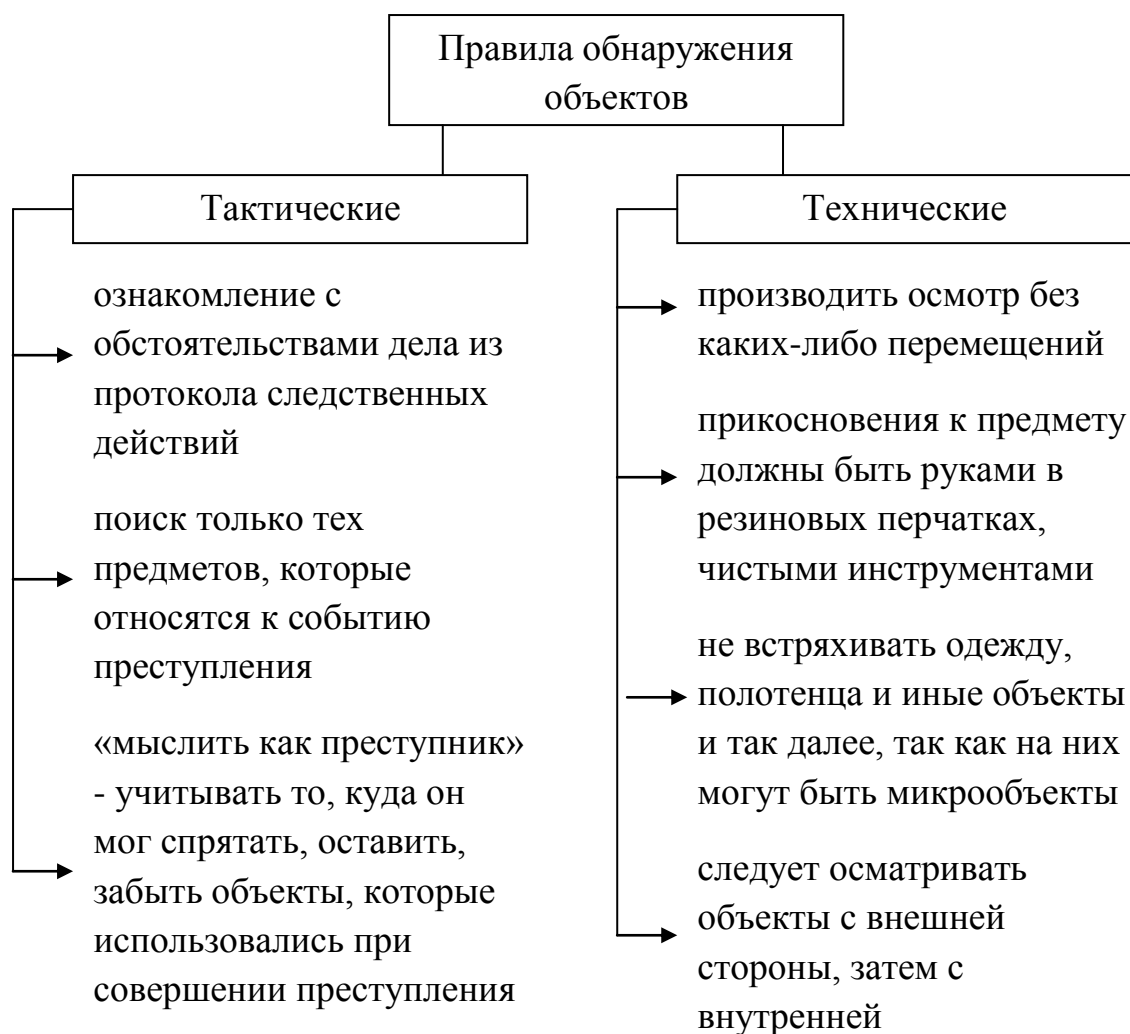 Правила обнаружения
объектов
Тактические
ознакомление с
обстоятельствами дела из
протокола следственных
действий
поиск только тех
предметов, которые
относятся к событию
преступления
«мыслить как преступник»
- учитывать то, куда он
мог спрятать, оставить,
забыть объекты, которые
использовались при
совершении преступления
Технические
производить осмотр без
каких-либо перемещений
прикосновения к предмету
должны быть руками в
резиновых перчатках,
чистыми инструментами
не встряхивать одежду,
полотенца и иные объекты
и так далее, так как на них
могут быть микрообъекты
следует осматривать
объекты с внешней
стороны, затем с
внутренней